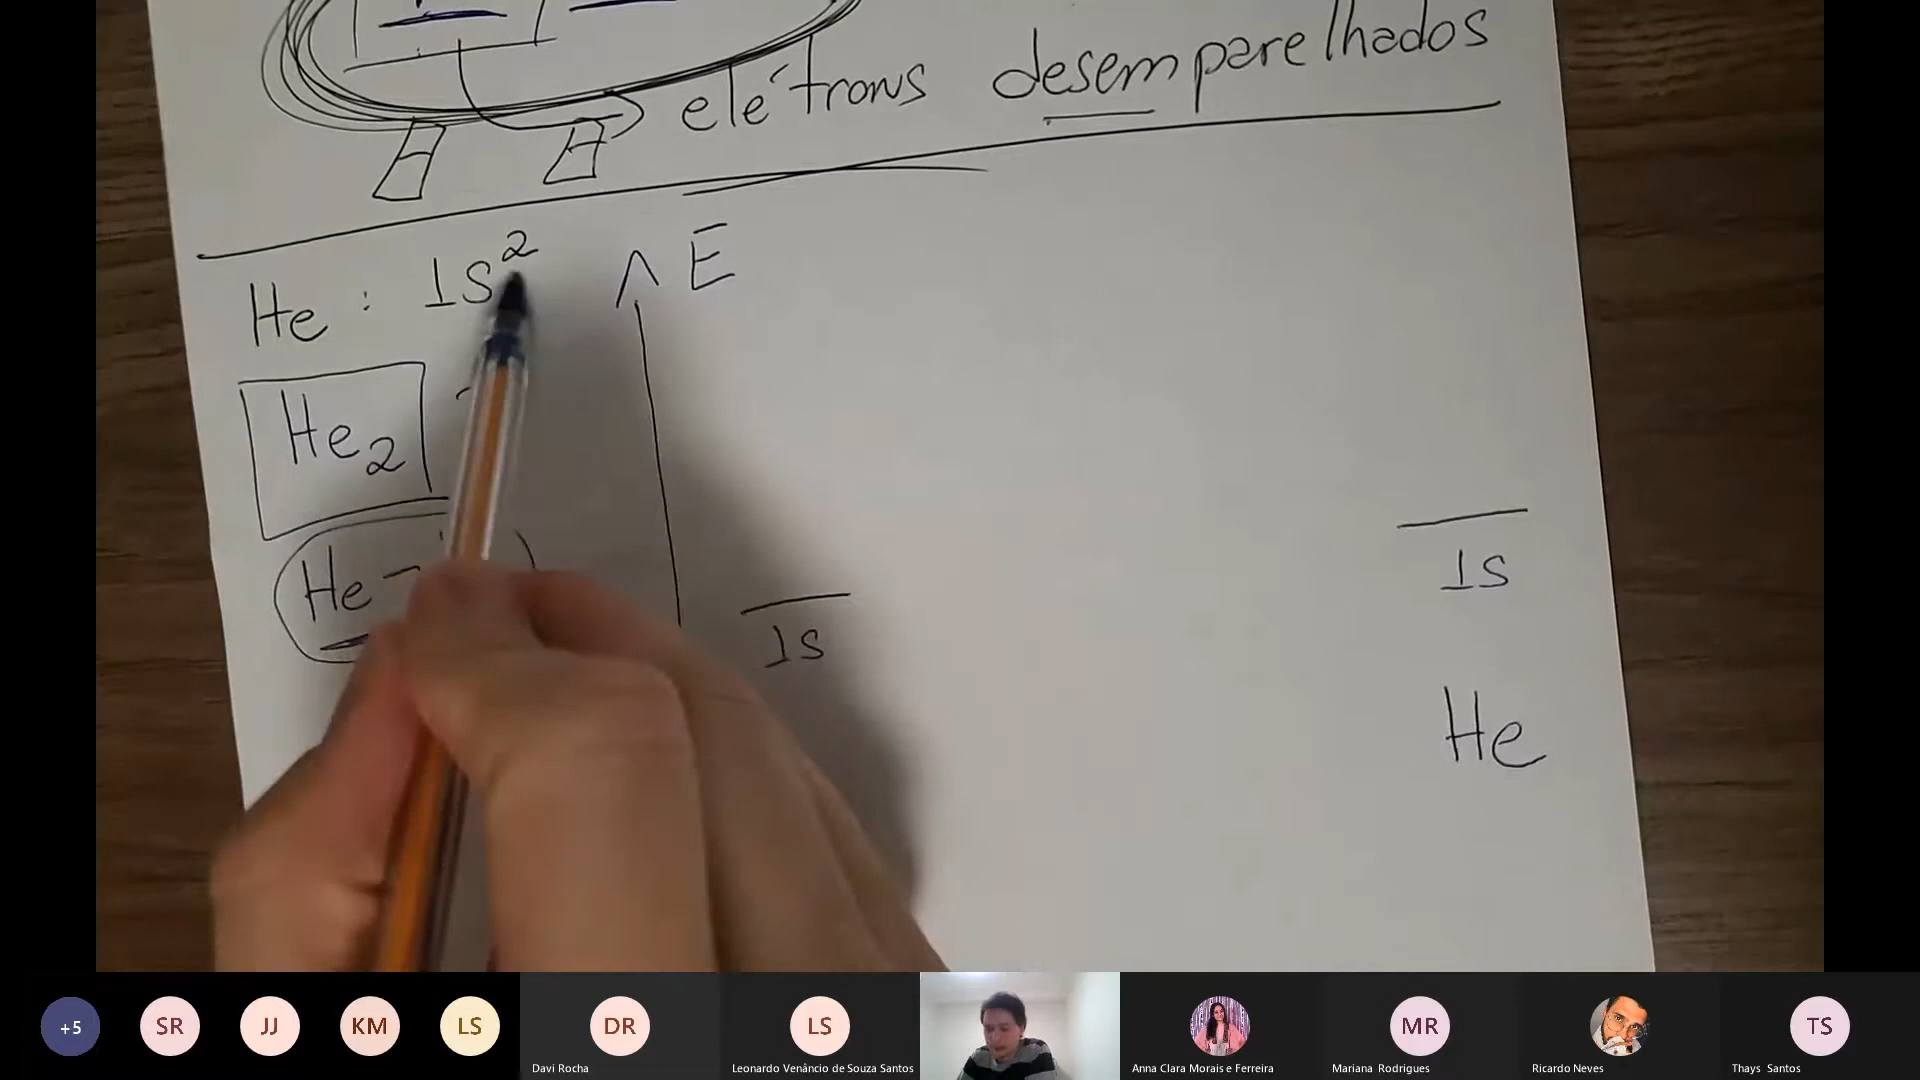 elétrons desemparelhados
He : 1s²
E
He₂
He –
1s
1s
He
+5
SR
JJ
KM
LS
DR
LS
MR
TS
Davi Rocha
Leonardo Venâncio de Souza Santos
Anna Clara Morais e Ferreira
Mariana Rodrigues
Ricardo Neves
Thays Santos